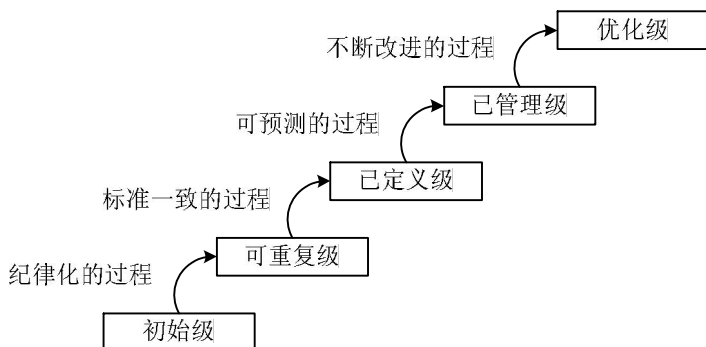 优化级
不断改进的过程
已管理级
可预测的过程
已定义级
标准一致的过程
可重复级
纪律化的过程
初始级